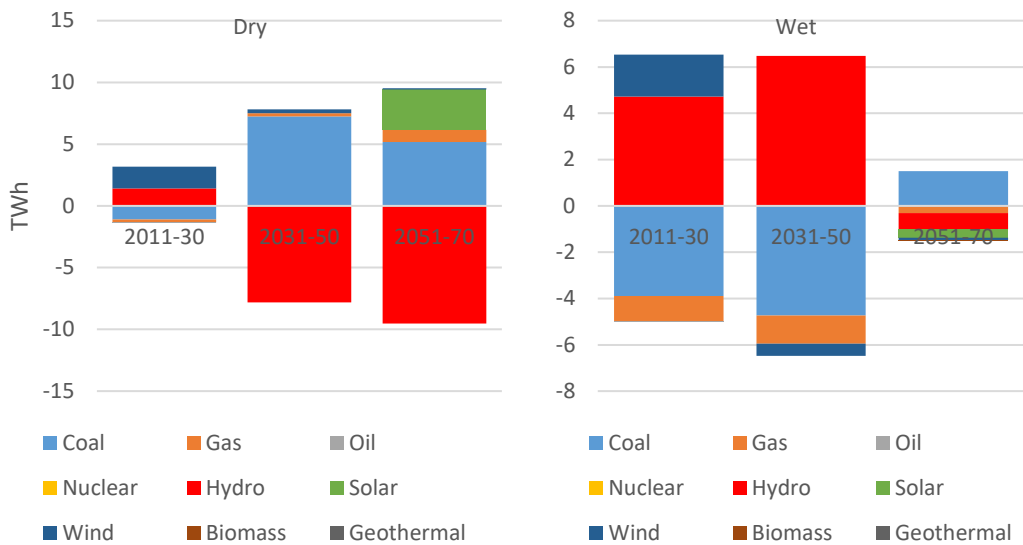 Dry
15
10
5
0
-5
-10
-15
TWh
2011-30 2031-50 2051-70
Coal Gas Oil
Nuclear Hydro Solar
Wind Biomass Geothermal
Wet
8
6
4
2
0
-2
-4
-6
-8
2011-30 2031-50 2051-70
Coal Gas Oil
Nuclear Hydro Solar
Wind Biomass Geothermal